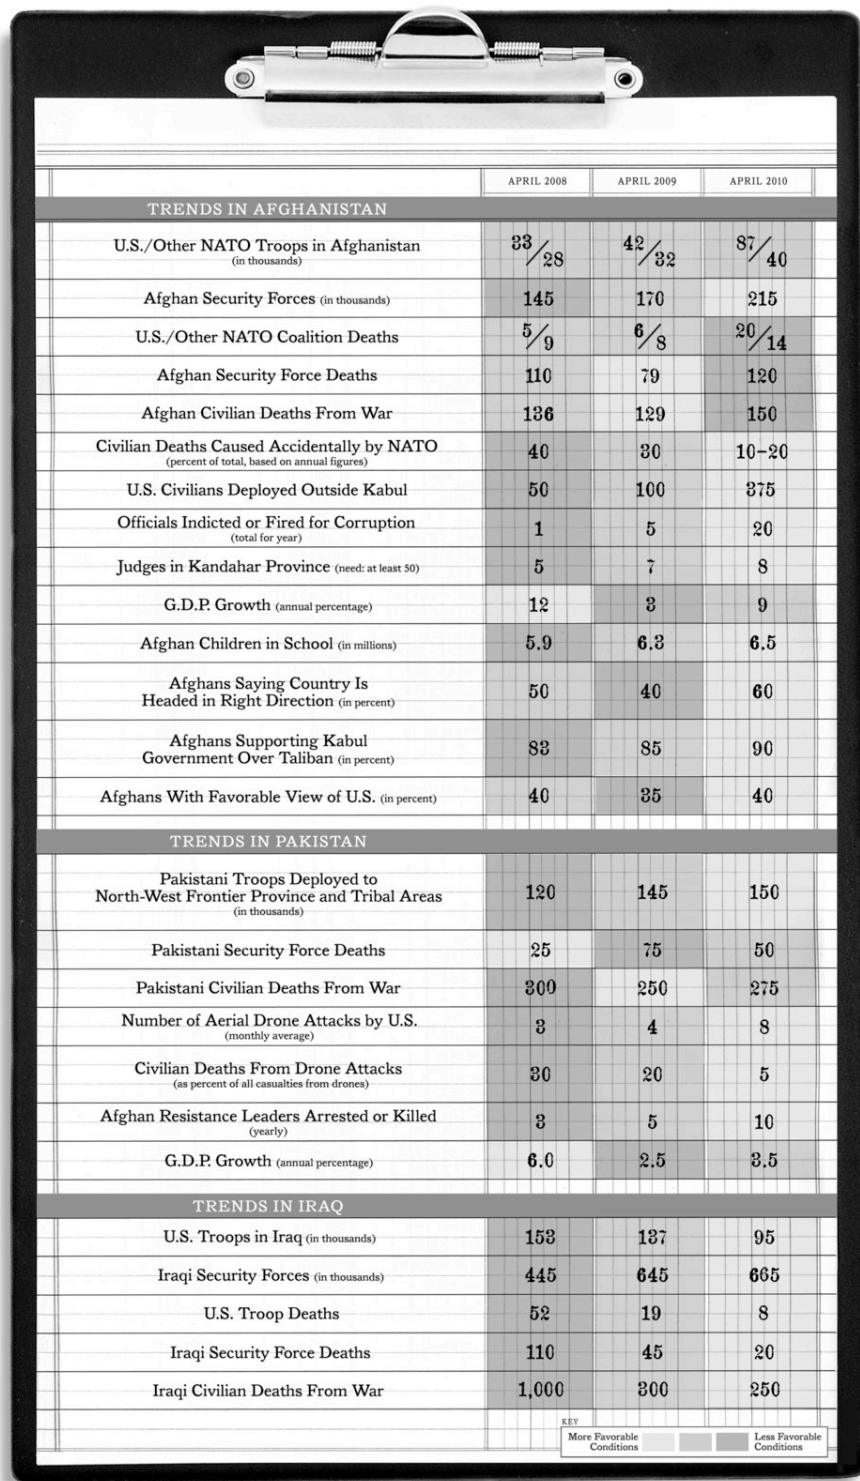 APRIL 2008 APRIL 2009 APRIL 2010
TRENDS IN AFGHANISTAN
U.S./Other NATO Troops in Afghanistan
(in thousands)
33/28 42/32 87/40
Afghan Security Forces (in thousands) 145 170 215
U.S./Other NATO Coalition Deaths 5/9 6/8 20/14
Afghan Security Force Deaths 110 79 120
Afghan Civilian Deaths From War 136 129 150
Civilian Deaths Caused Accidentally by NATO
(percent of total, based on annual figures)
40 30 10–20
U.S. Civilians Deployed Outside Kabul 50 100 375
Officials Indicted or Fired for Corruption
(total for year)
1 5 20
Judges in Kandahar Province (need: at least 50) 5 7 8
G.D.P. Growth (annual percentage) 12 3 9
Afghan Children in School (in millions) 5.9 6.3 6.5
Afghans Saying Country Is
Headed in Right Direction (in percent)
50 40 60
Afghans Supporting Kabul
Government Over Taliban (in percent)
83 85 90
Afghans With Favorable View of U.S. (in percent) 40 35 40
TRENDS IN PAKISTAN
Pakistani Troops Deployed to
North-West Frontier Province and Tribal Areas
(in thousands)
120 145 150
Pakistani Security Force Deaths 25 75 50
Pakistani Civilian Deaths From War 300 250 275
Number of Aerial Drone Attacks by U.S.
(monthly average)
3 4 8
Civilian Deaths From Drone Attacks
(as percent of all casualties from drones)
30 20 5
Afghan Resistance Leaders Arrested or Killed
(yearly)
3 5 10
G.D.P. Growth (annual percentage) 6.0 2.5 3.5
TRENDS IN IRAQ
U.S. Troops in Iraq (in thousands) 153 137 95
Iraqi Security Forces (in thousands) 445 645 665
U.S. Troop Deaths 52 19 8
Iraqi Security Force Deaths 110 45 20
Iraqi Civilian Deaths From War 1,000 300 250
KEY
More Favorable
Conditions
Less Favorable
Conditions